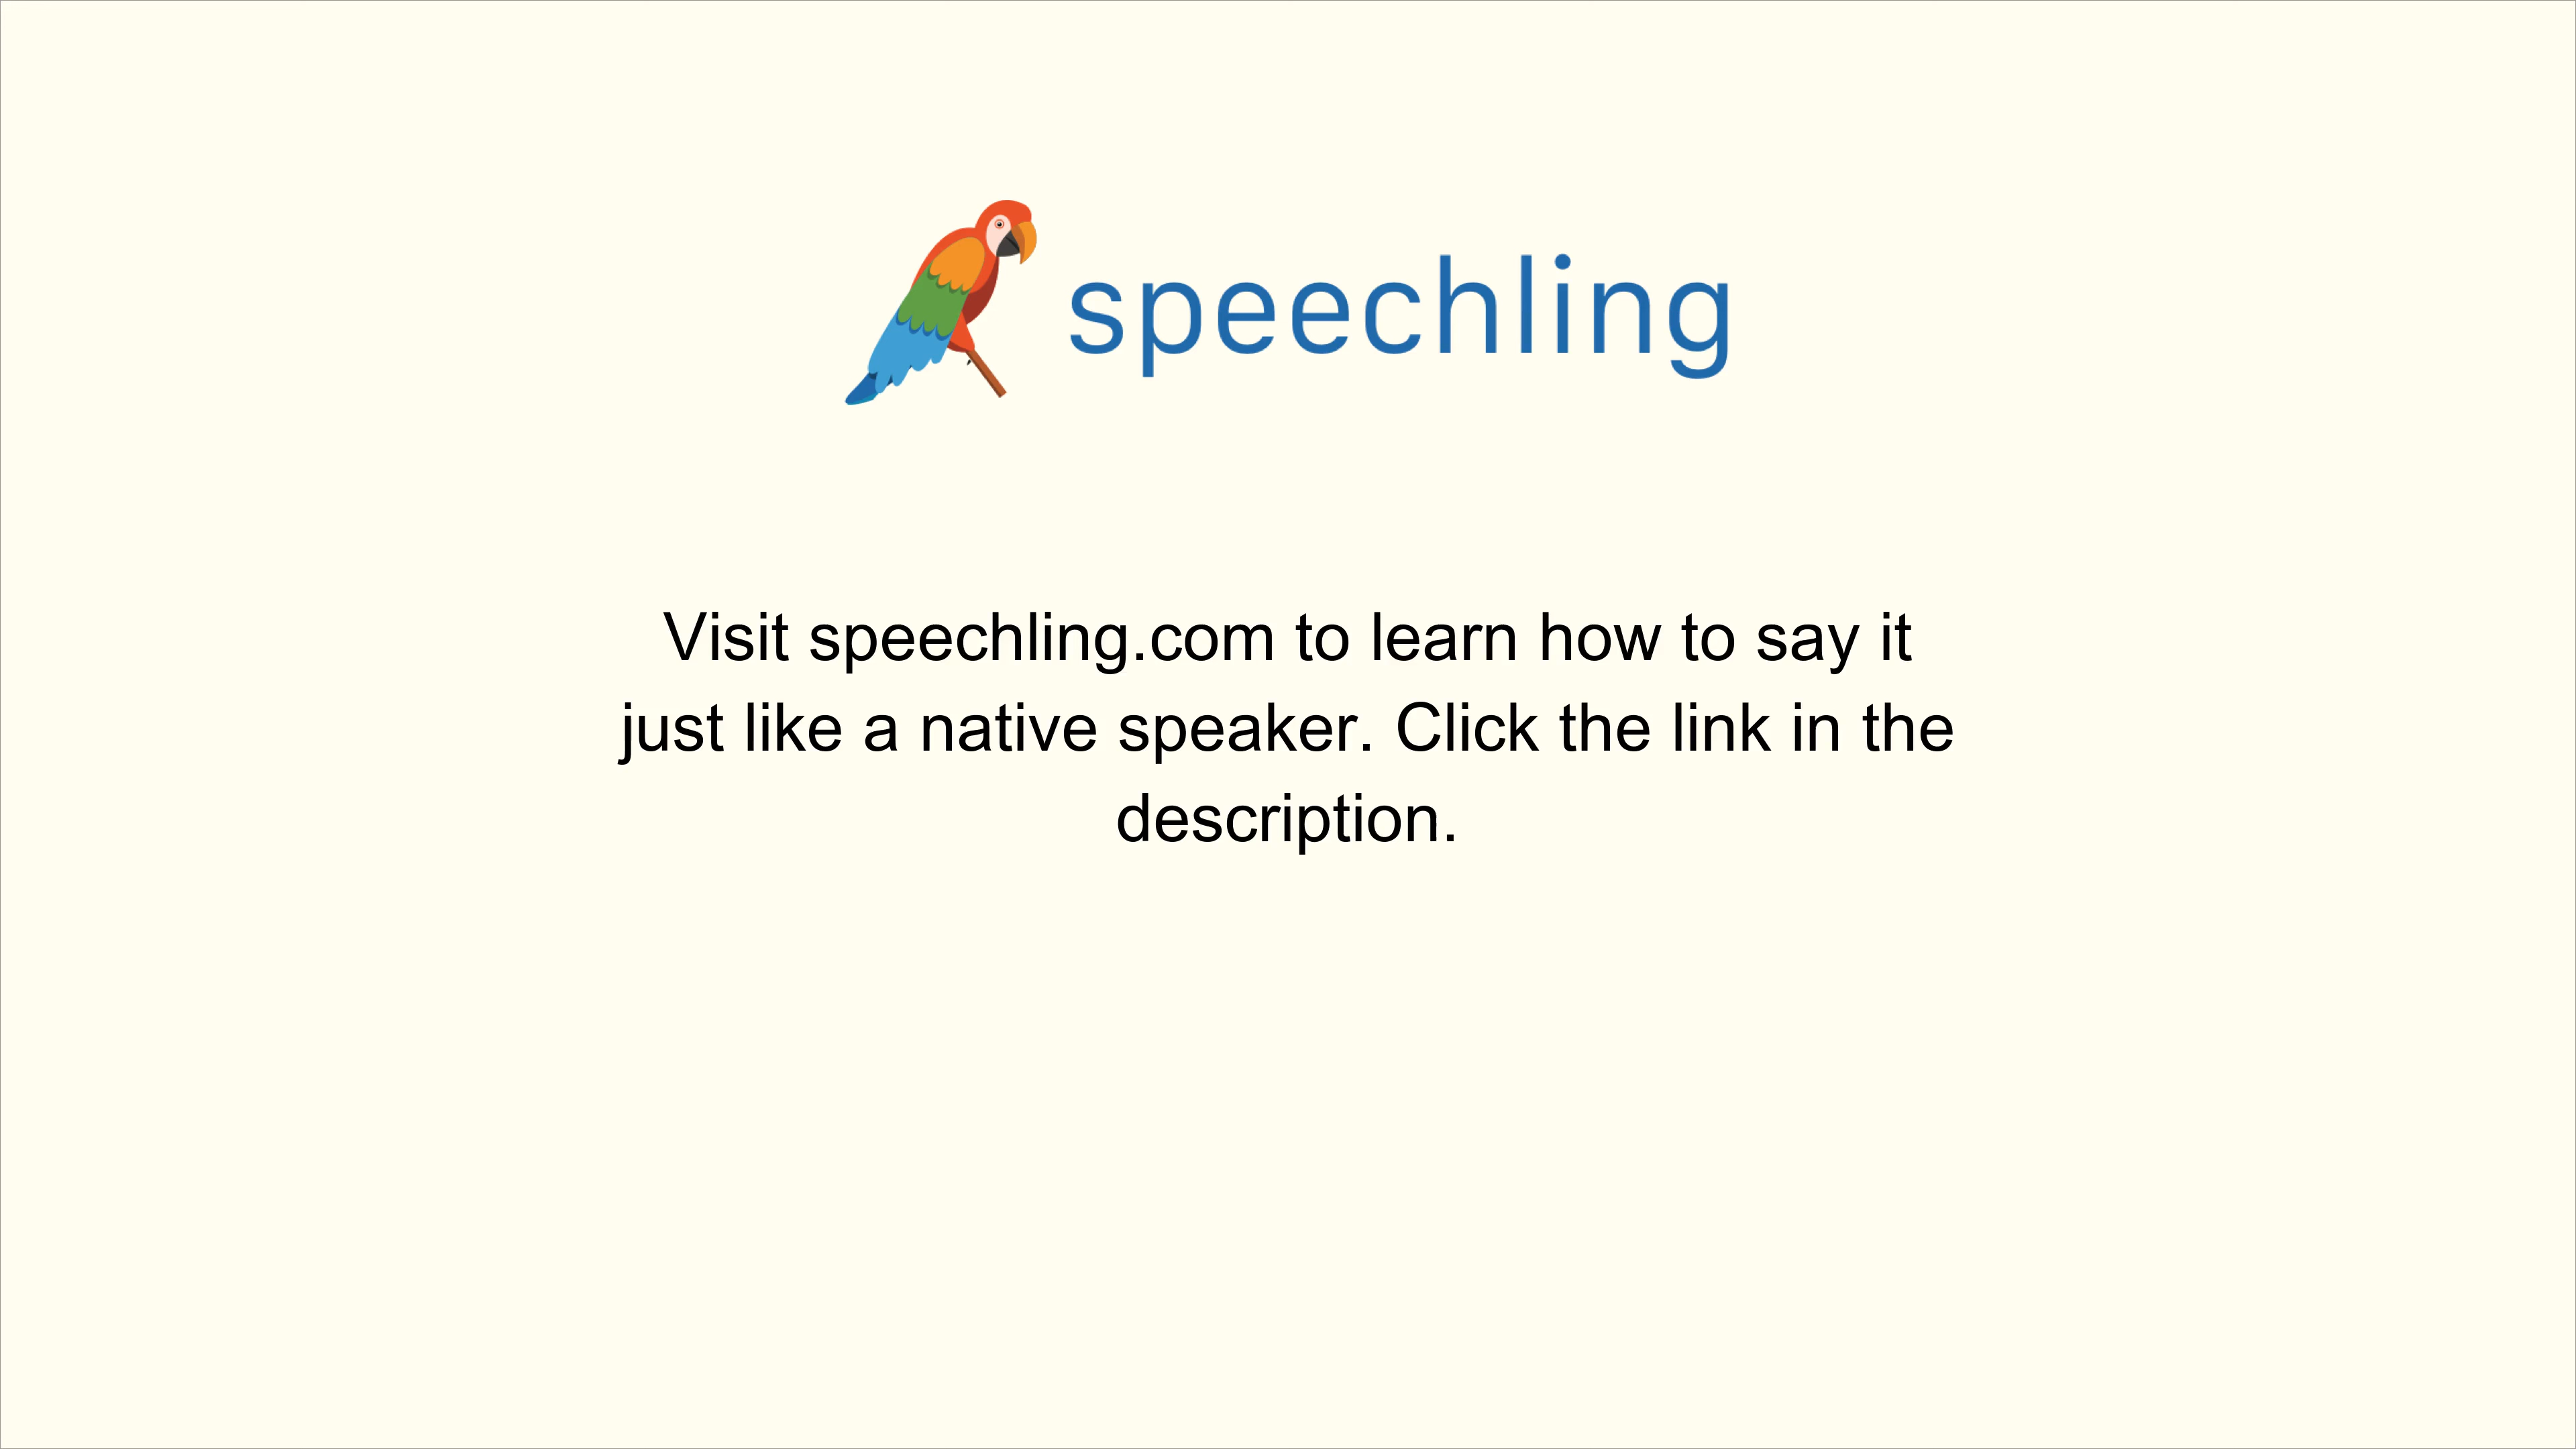 speechling
Visit speechling.com to learn how to say it
just like a native speaker. Click the link in the
description.